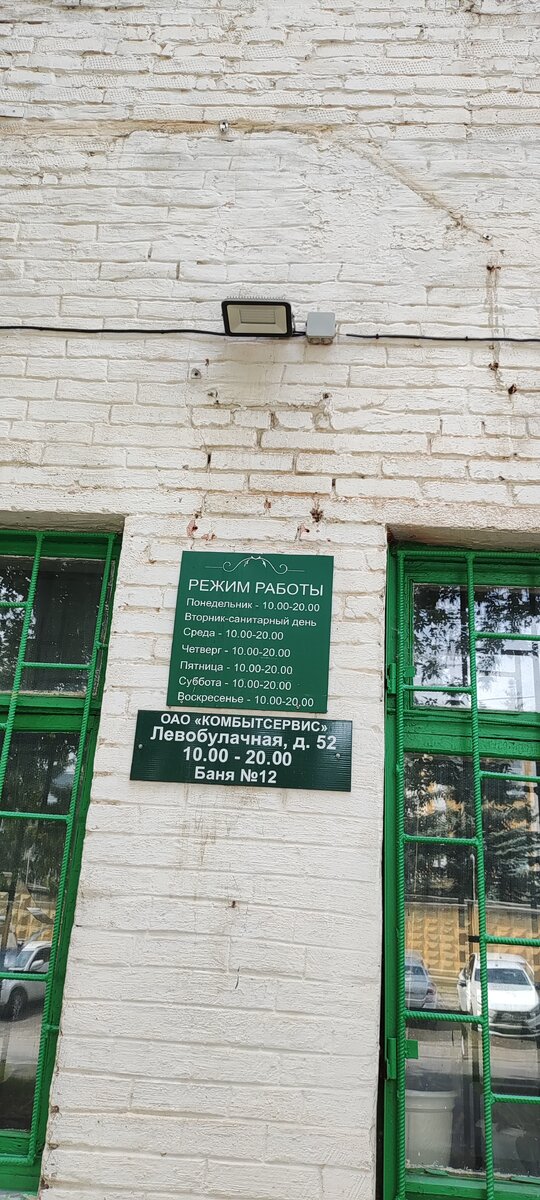 РЕЖИМ РАБОТЫ
Понедельник - 10.00-20.00
Вторник-санитарный день
Среда - 10.00-20.00
Четверг - 10.00-20.00
Пятница - 10.00-20.00
Суббота - 10.00-20.00
Воскресенье - 10.00-20.00
ОАО «КОМБЫТСЕРВИС»
Левобулачная, д. 52
10.00 - 20.00
Баня №12